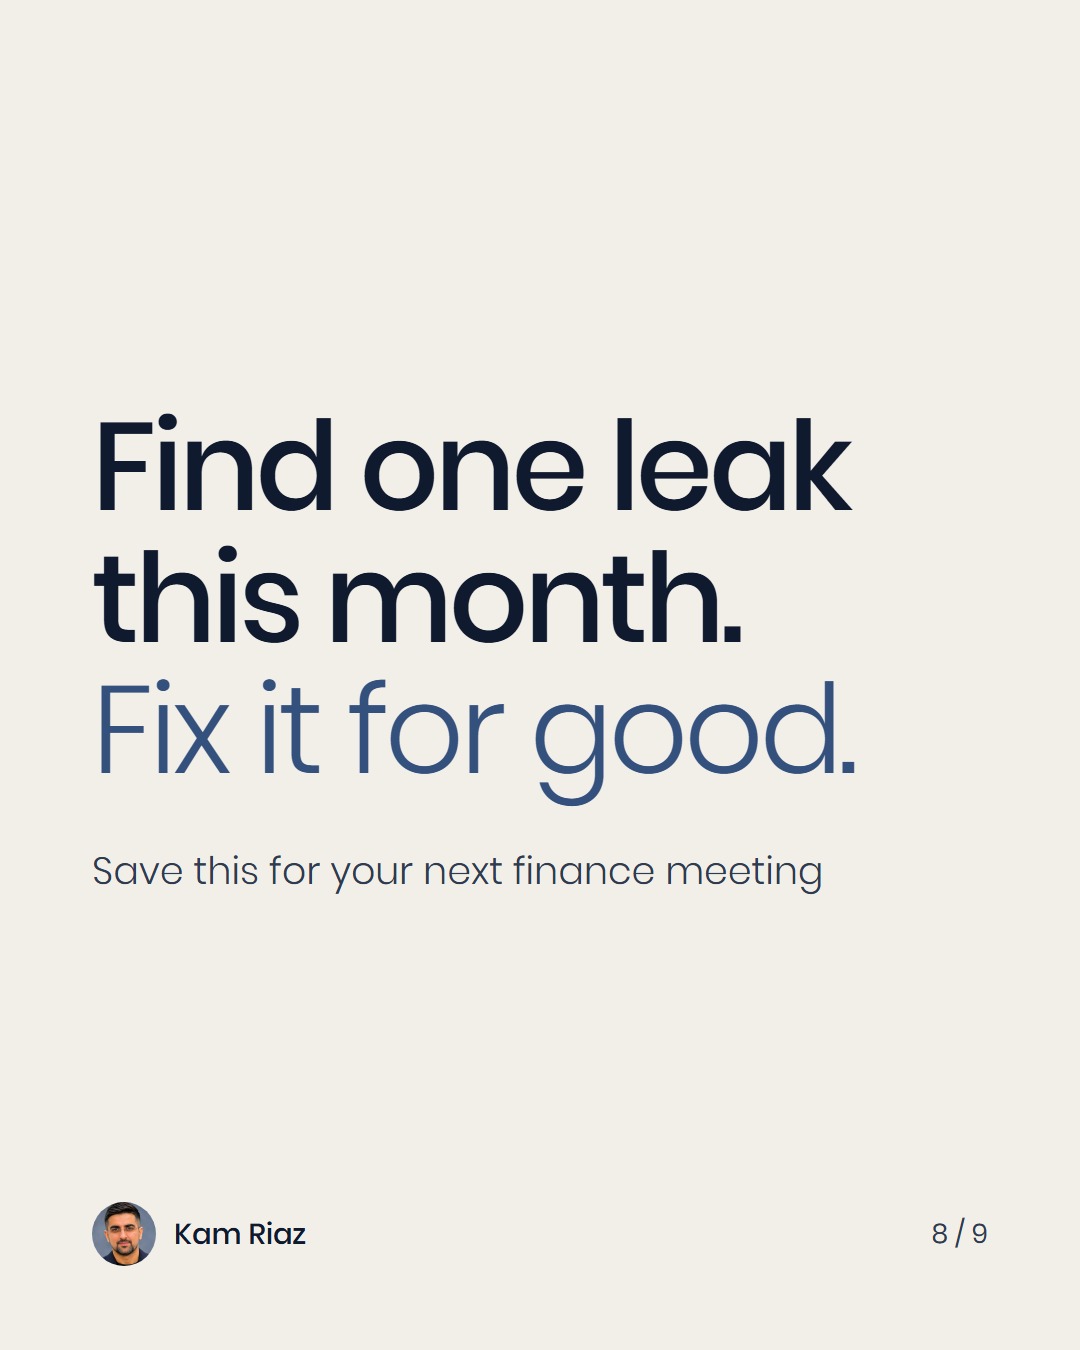 Find one leak
this month.
Fix it for good.
Save this for your next finance meeting
Kam Riaz
8 / 9